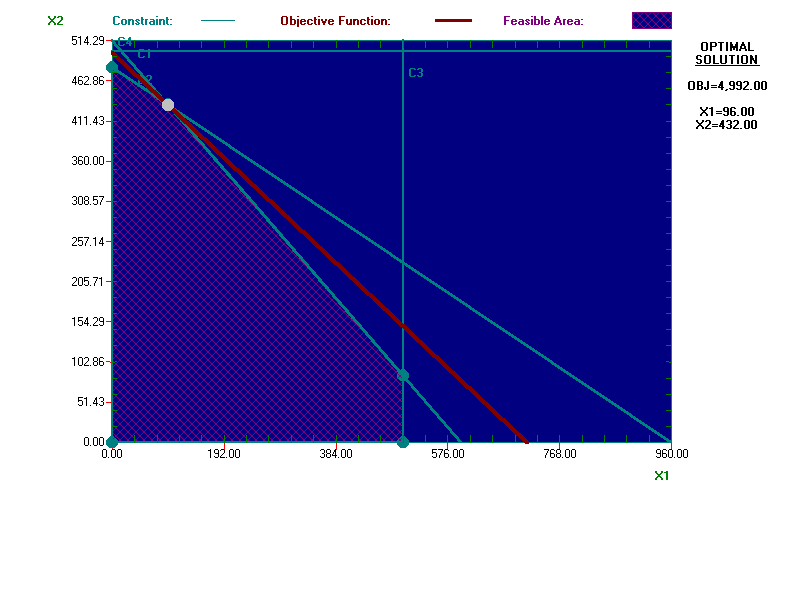 X2
Constraint:
Objective Function:
Feasible Area:
514.29
462.86
411.43
360.00
308.57
257.14
205.71
154.29
102.86
51.43
0.00
C4
C1
C3
OPTIMAL
SOLUTION
OBJ=4,992.00
X1=96.00
X2=432.00
0.00 192.00 384.00 576.00 768.00 960.00
X1